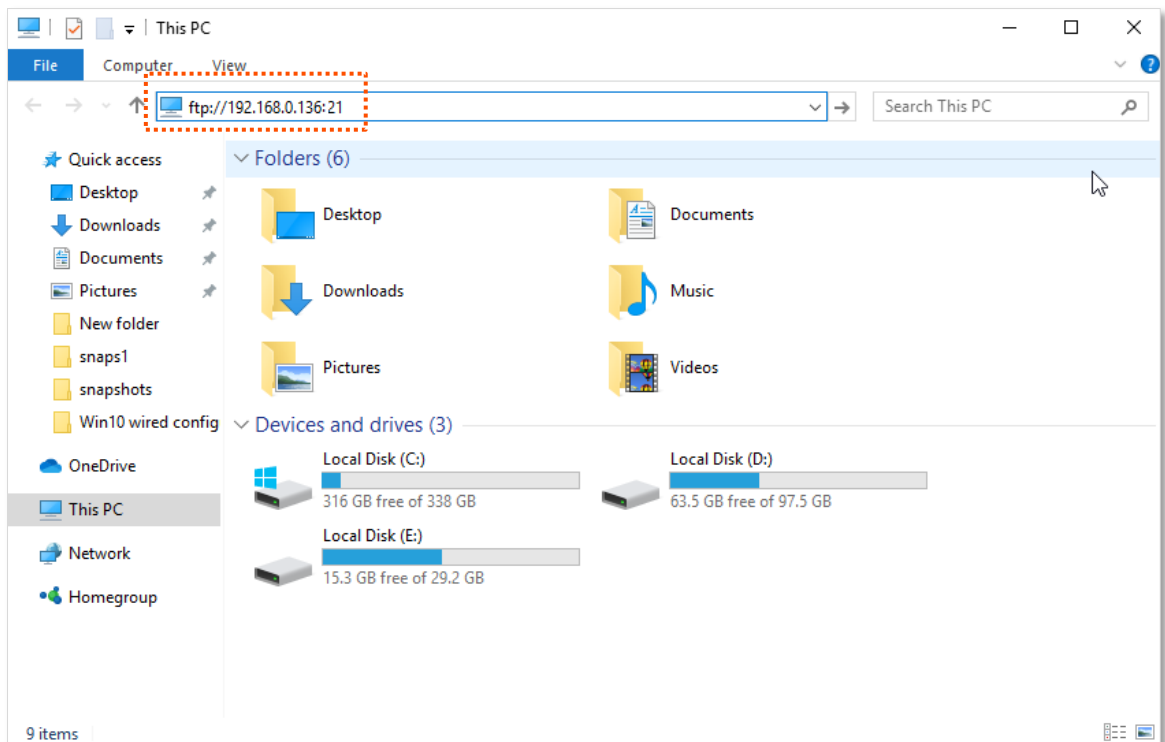 This PC
File Computer View
ftp://192.168.0.136:21
Search This PC
Quick access
Desktop
Downloads
Documents
Pictures
New folder
snaps1
snapshots
Win10 wired config
OneDrive
This PC
Network
Homegroup
Folders (6)
Desktop
Documents
Downloads
Music
Pictures
Videos
Devices and drives (3)
Local Disk (C:)
316 GB free of 338 GB
Local Disk (D:)
63.5 GB free of 97.5 GB
Local Disk (E:)
15.3 GB free of 29.2 GB
9 items